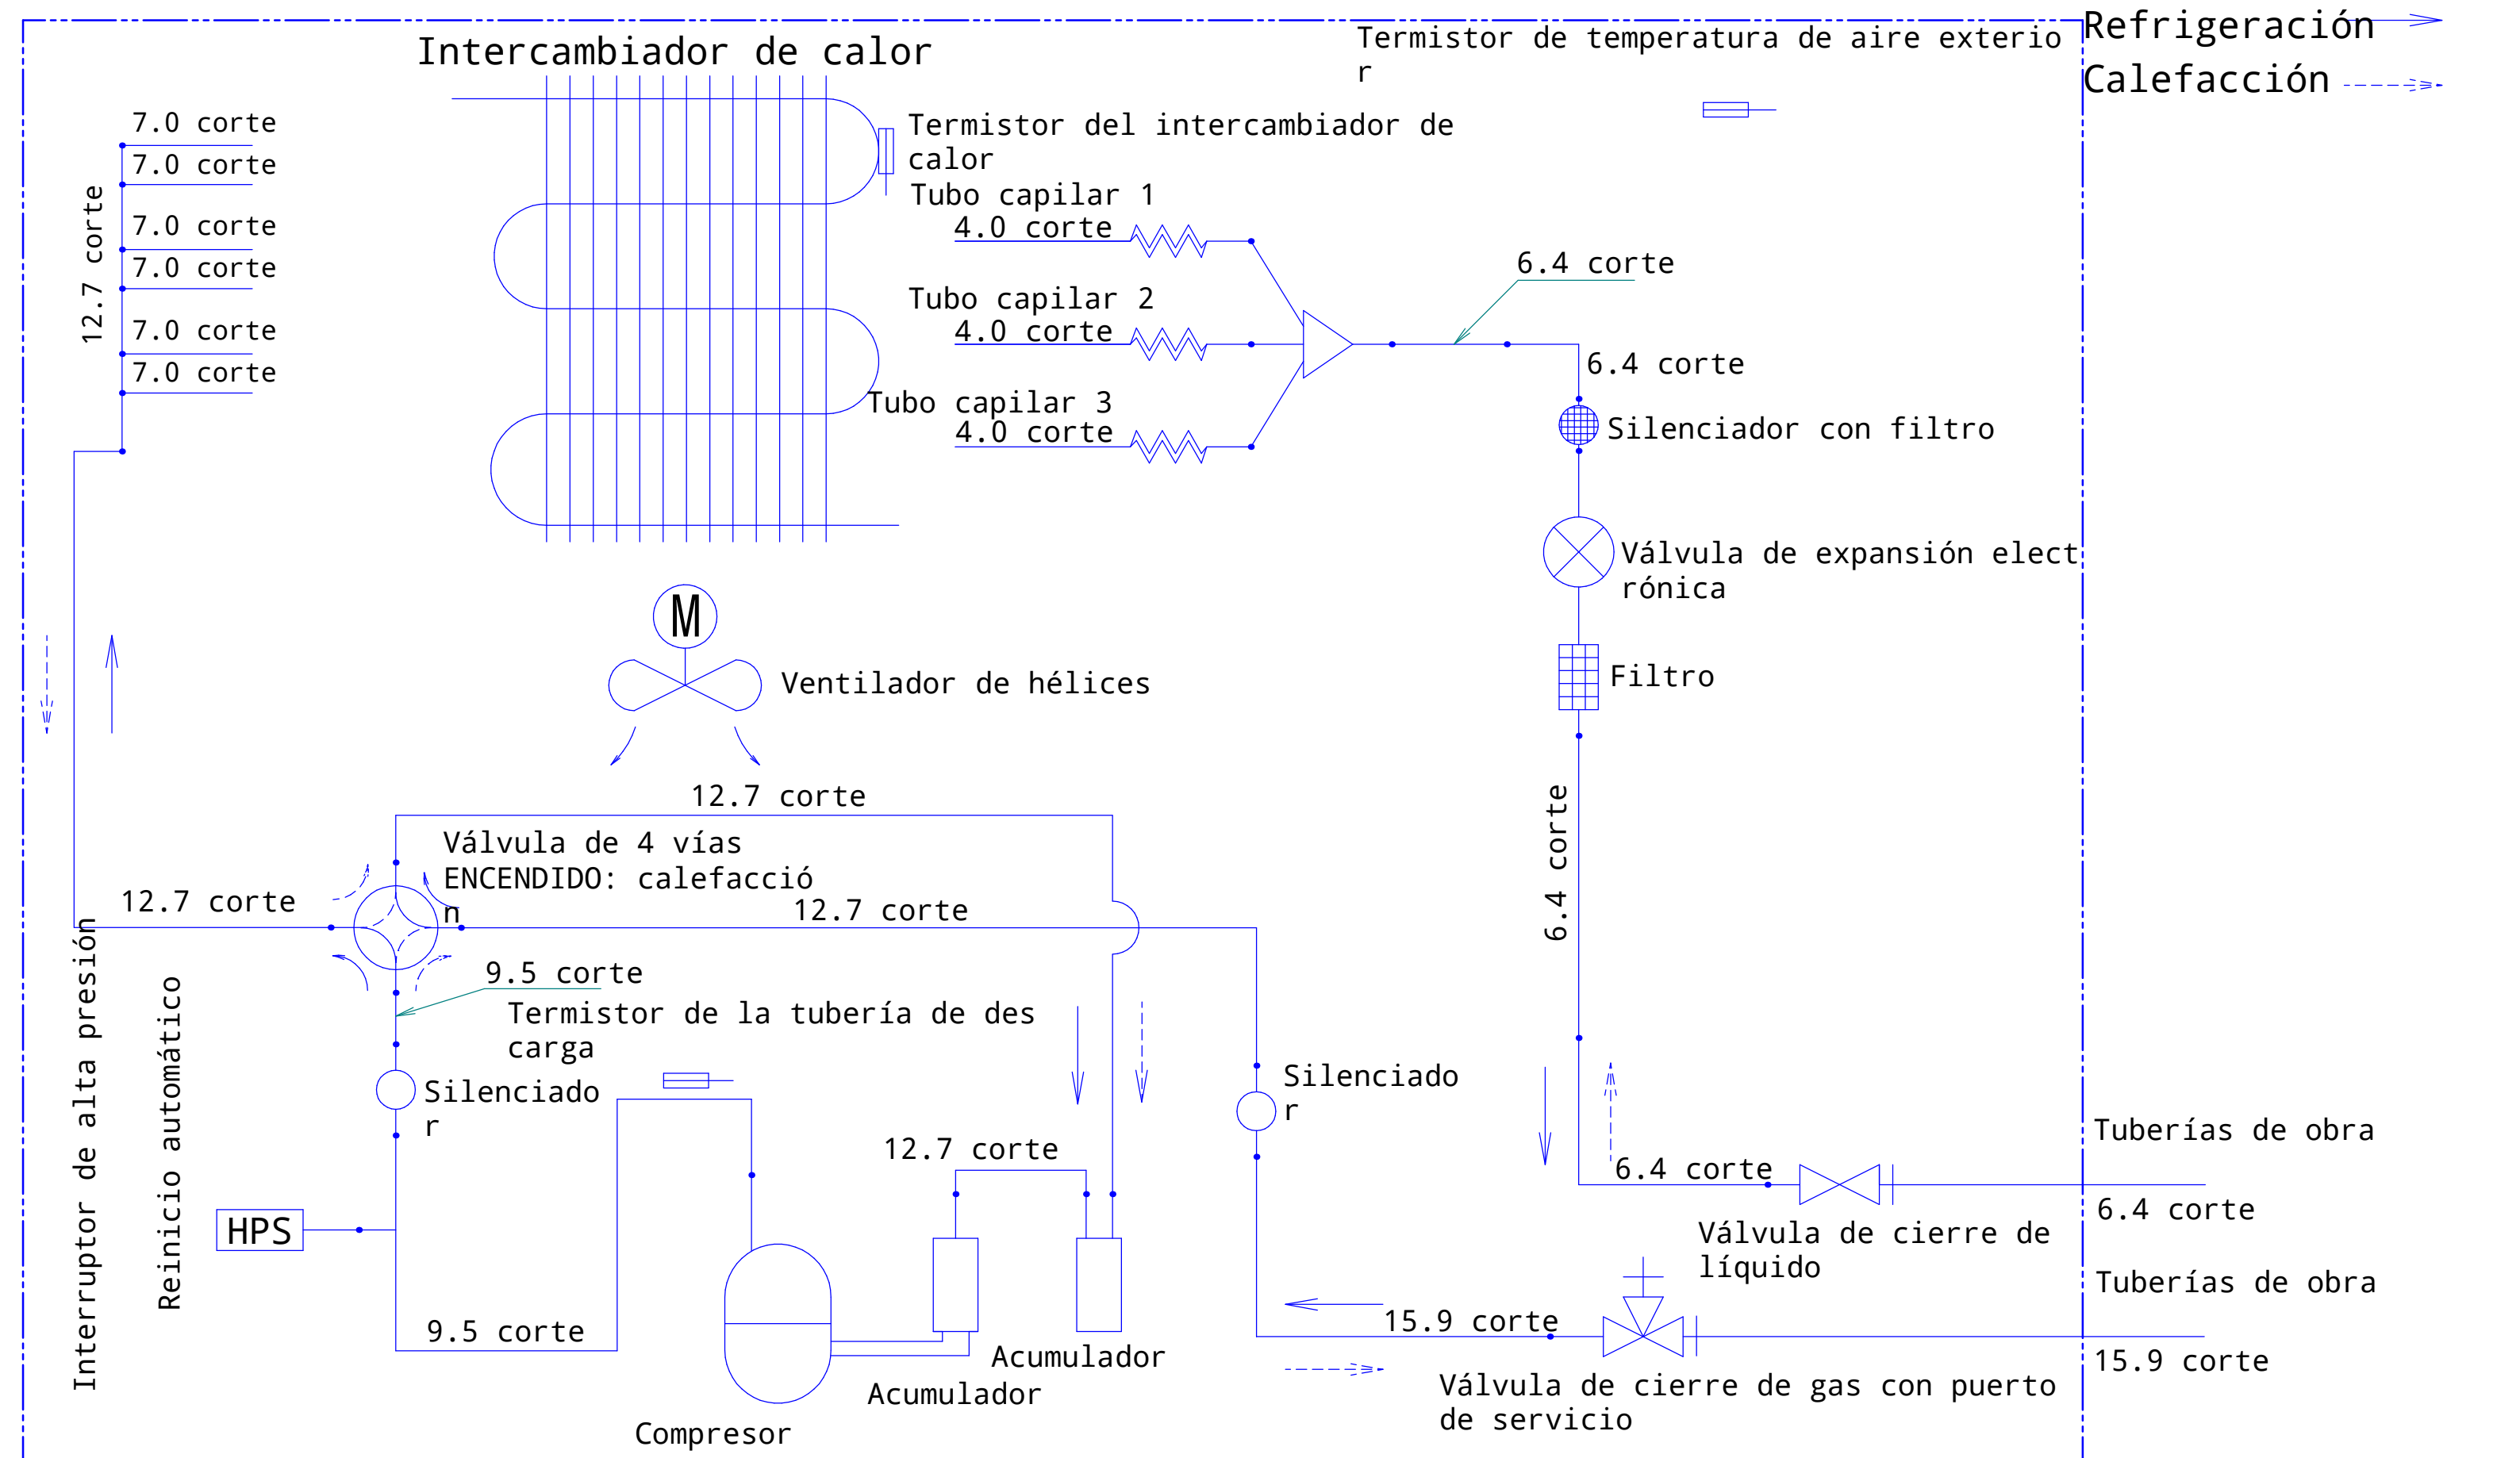 Refrigeración
Calefacción
Intercambiador de calor
Termistor de temperatura de aire exterio
r
7.0 corte
7.0 corte
7.0 corte
7.0 corte
7.0 corte
7.0 corte
12.7 corte
Termistor del intercambiador de
calor
Tubo capilar 1
4.0 corte
Tubo capilar 2
4.0 corte
Tubo capilar 3
4.0 corte
6.4 corte
6.4 corte
Silenciador con filtro
Válvula de expansión elect
rónica
Filtro
M
Ventilador de hélices
12.7 corte
Válvula de 4 vías
ENCENDIDO: calefacció
n
12.7 corte
12.7 corte
6.4 corte
9.5 corte
Termistor de la tubería de des
carga
Silenciado
r
Silenciado
r
Interruptor de alta presión
Reinicio automático
HPS
12.7 corte
9.5 corte
Acumulador
Acumulador
Compresor
6.4 corte
Tuberías de obra
6.4 corte
Válvula de cierre de
líquido
Tuberías de obra
15.9 corte
15.9 corte
Válvula de cierre de gas con puerto
de servicio